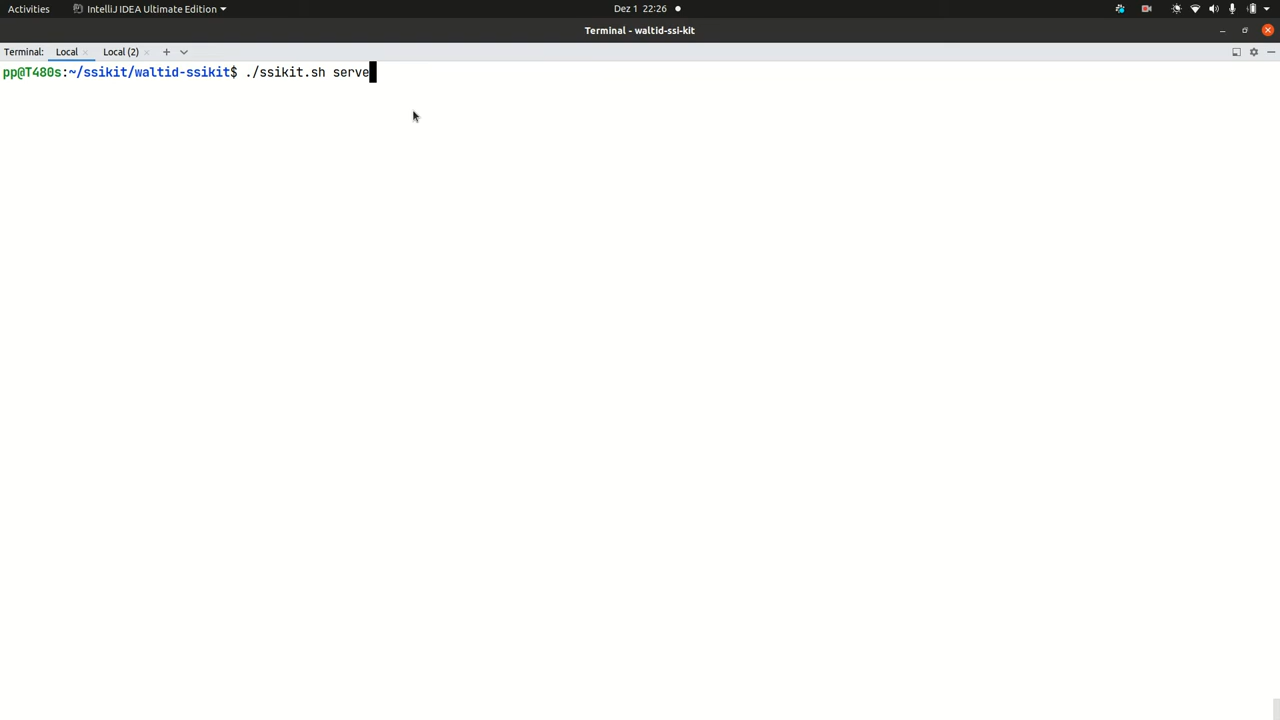 Activities IntelliJ IDEA Ultimate Edition Dez 1 22:26
Terminal - waltid-ssi-kit
Terminal: Local × Local (2) × +
pp@T480s:~/ssikit/waltid-ssikit$ ./ssikit.sh serve